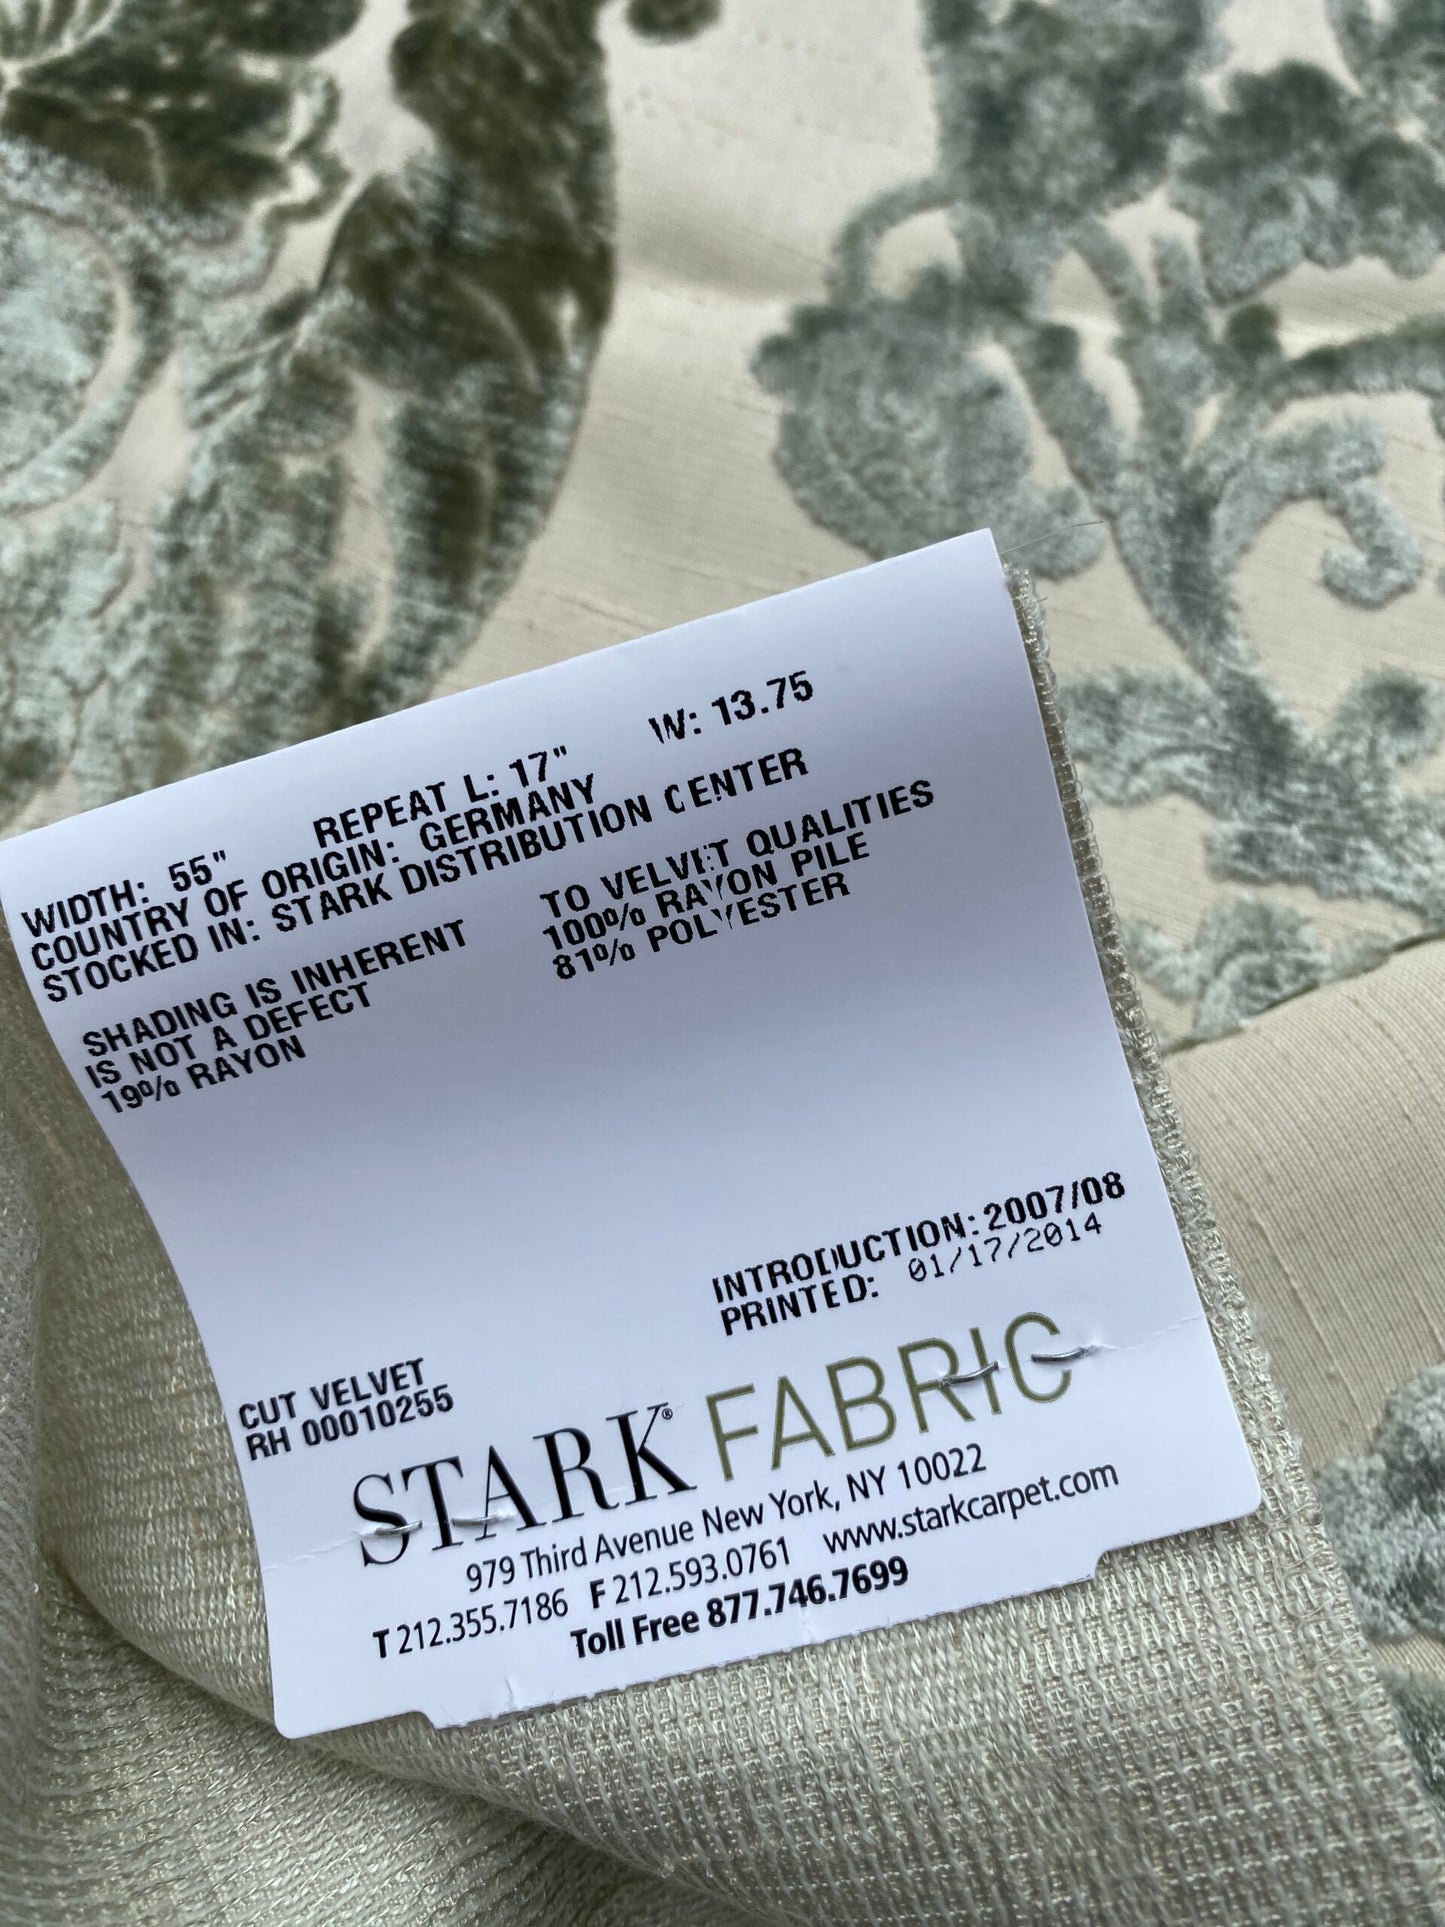 WIDTH: 55" REPEAT L: 17" W: 13.75
COUNTRY OF ORIGIN: GERMANY
STOCKED IN: STARK DISTRIBUTION CENTER
SHADING IS INHERENT TO VELVET QUALITIES
IS NOT A DEFECT 100% RAYON PILE
19% RAYON 81% POLYESTER
INTRODUCTION: 2007/08
PRINTED: 01/17/2014
CUT VELVET
RH 00010255
STARK® FABRIC
979 Third Avenue New York, NY 10022
T 212.355.7186 F 212.593.0761 www.starkcarpet.com
Toll Free 877.746.7699